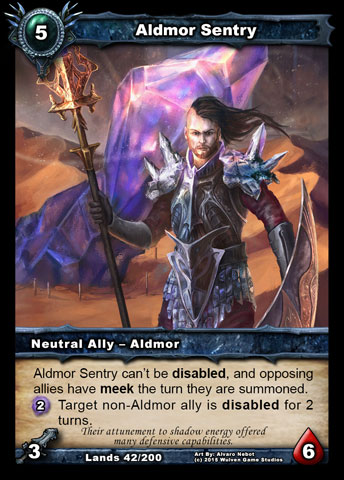 5
Aldmor Sentry
Neutral Ally – Aldmor
Aldmor Sentry can't be disabled, and opposing
allies have meek the turn they are summoned.
2 Target non-Aldmor ally is disabled for 2
turns.
Their attunement to shadow energy offered
many defensive capabilities.
3
Lands 42/200
Art By: Alvaro Nebot
(c) 2015 Wulven Game Studios
6